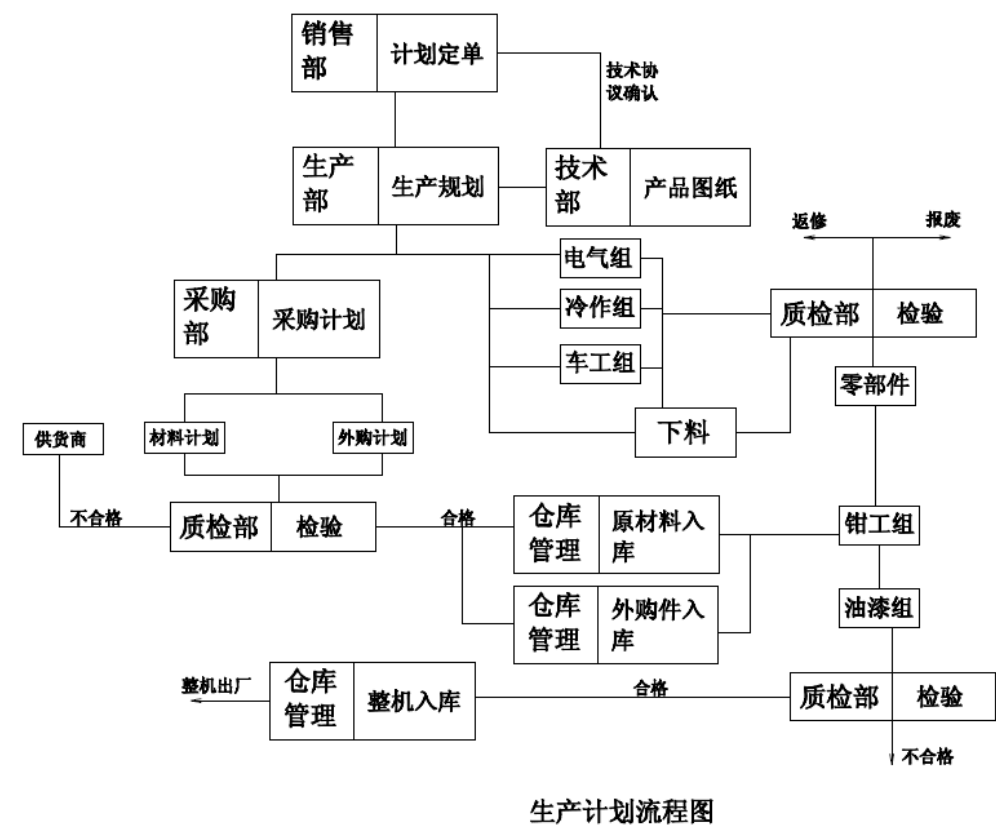 销售
部
计划定单
技术协
议确认
生产
部
生产规划
技术
部
产品图纸
返修
报废
电气组
采购
部
采购计划
冷作组
质检部
检验
车工组
零部件
下料
供货商
材料计划
外购计划
不合格
质检部
检验
合格
仓库
管理
原材料入
库
钳工组
仓库
管理
外购件入
库
油漆组
整机出厂
仓库
管理
整机入库
合格
质检部
检验
不合格
生产计划流程图